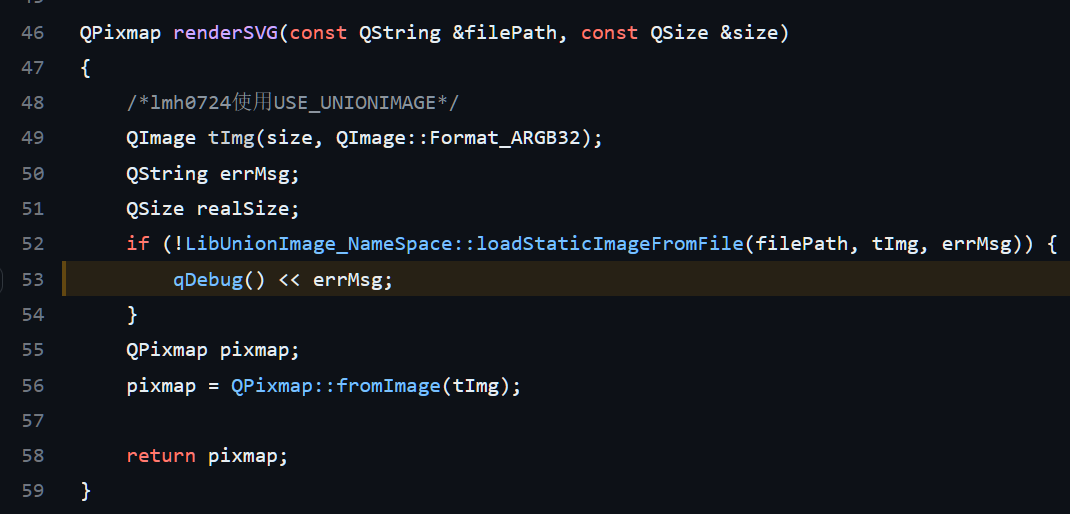 46 QPixmap renderSVG(const QString &filePath, const QSize &size)
47 {
48     /*lmh0724使用USE_UNIONIMAGE*/
49     QImage tImg(size, QImage::Format_ARGB32);
50     QString errMsg;
51     QSize realSize;
52     if (!LibUnionImage_NameSpace::loadStaticImageFromFile(filePath, tImg, errMsg)) {
53         qDebug() << errMsg;
54     }
55     QPixmap pixmap;
56     pixmap = QPixmap::fromImage(tImg);
57
58     return pixmap;
59 }